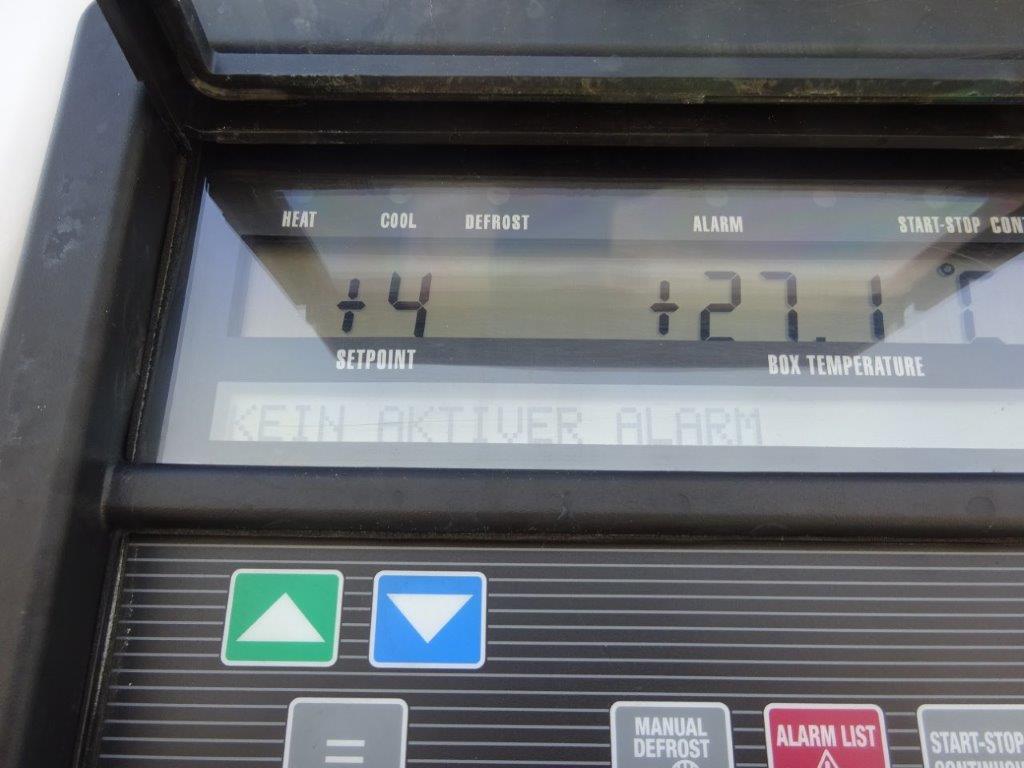 HEAT COOL DEFROST ALARM START-STOP
+4 +27.1 °C
SETPOINT BOX TEMPERATURE
KEIN AKTIVER ALARM
MANUAL DEFROST
ALARM LIST
START-STOP
=